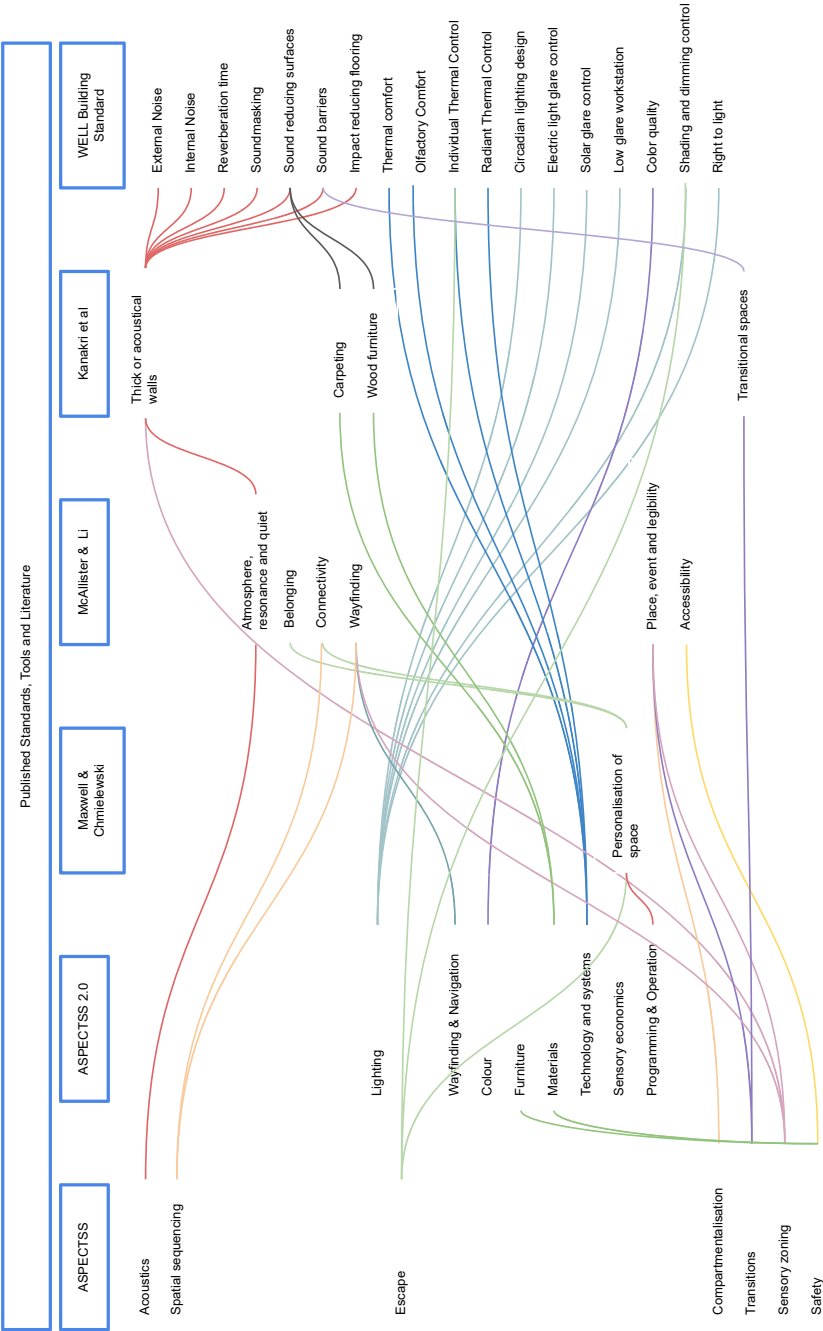 Published Standards, Tools and Literature
ASPECTSS
ASPECTSS 2.0
Maxwell &
Chmielewski
McAllister & Li
Kanakri et al
WELL Building
Standard
Acoustics
Spatial sequencing
Escape
Compartmentalisation
Transitions
Sensory zoning
Safety
Lighting
Wayfinding & Navigation
Colour
Furniture
Materials
Technology and systems
Sensory economics
Programming & Operation
Personalisation of
space
Atmosphere,
resonance and quiet
Belonging
Connectivity
Wayfinding
Place, event and legibility
Accessibility
Thick or acoustical
walls
Carpeting
Wood furniture
Transitional spaces
External Noise
Internal Noise
Reverberation time
Soundmasking
Sound reducing surfaces
Sound barriers
Impact reducing flooring
Thermal comfort
Olfactory Comfort
Individual Thermal Control
Radiant Thermal Control
Circadian lighting design
Electric light glare control
Solar glare control
Low glare workstation
Color quality
Shading and dimming control
Right to light